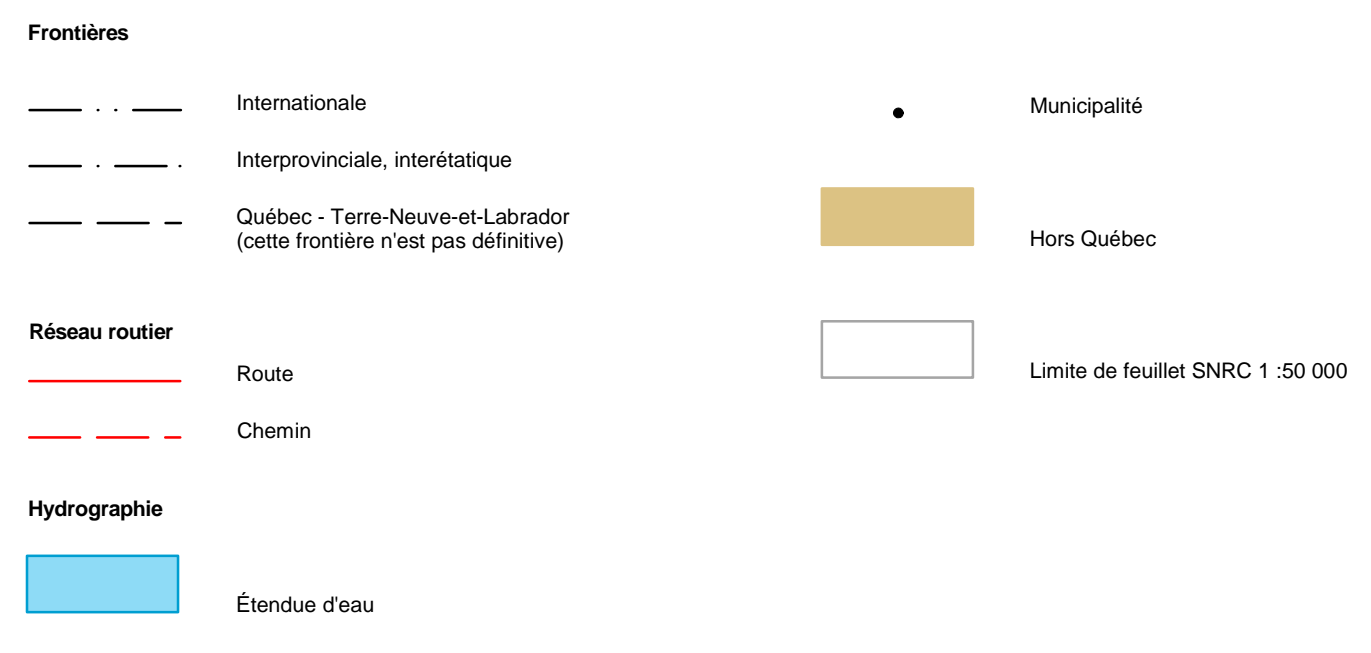 Frontières
Internationale
Interprovinciale, interétatique
Québec - Terre-Neuve-et-Labrador
(cette frontière n'est pas définitive)
Réseau routier
Route
Chemin
Hydrographie
Étendue d'eau
Municipalité
Hors Québec
Limite de feuillet SNRC 1 :50 000